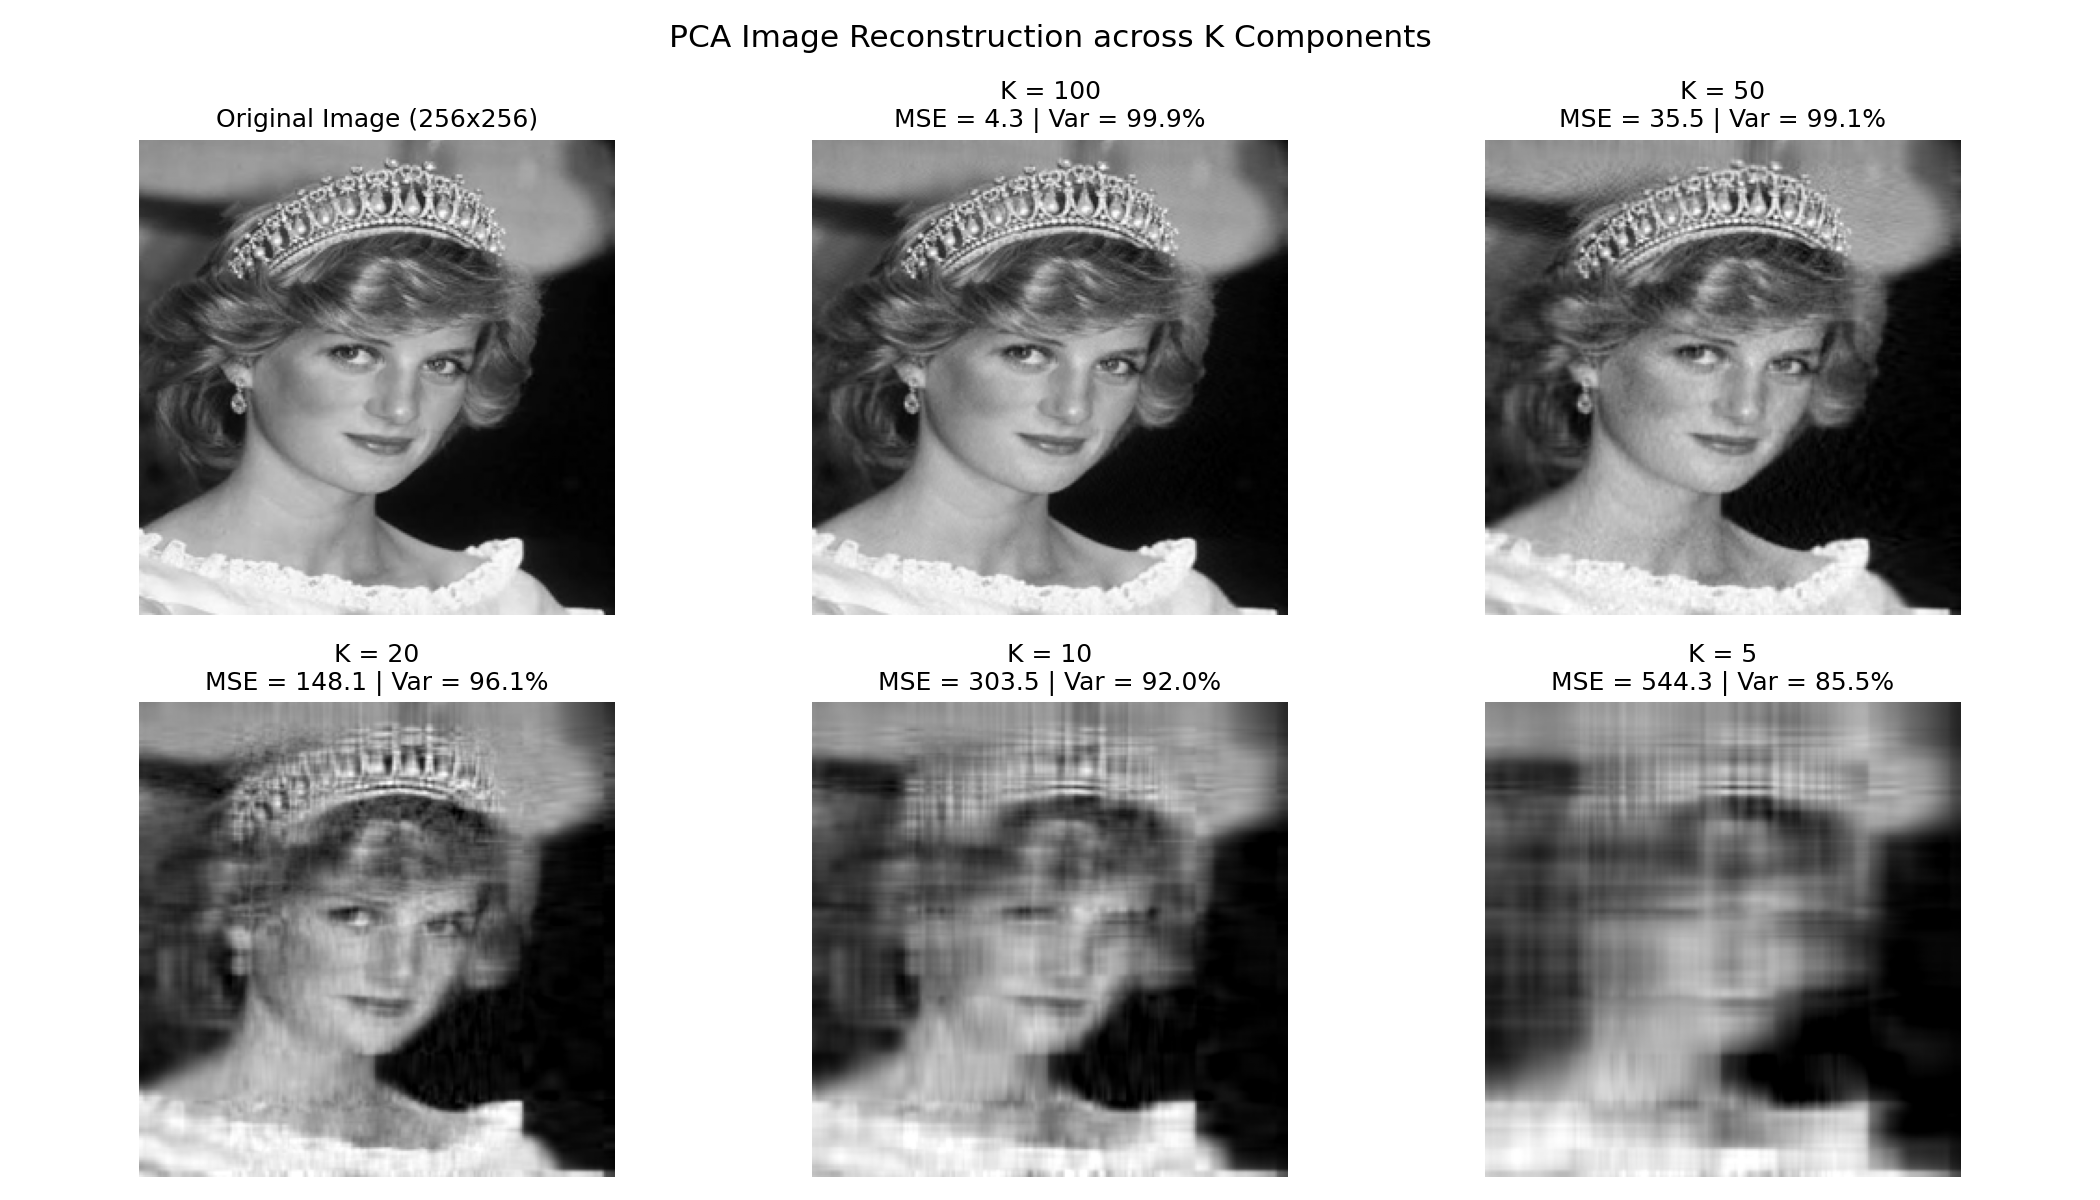 PCA Image Reconstruction across K Components
Original Image (256x256)
K = 100
MSE = 4.3 | Var = 99.9%
K = 50
MSE = 35.5 | Var = 99.1%
K = 20
MSE = 148.1 | Var = 96.1%
K = 10
MSE = 303.5 | Var = 92.0%
K = 5
MSE = 544.3 | Var = 85.5%